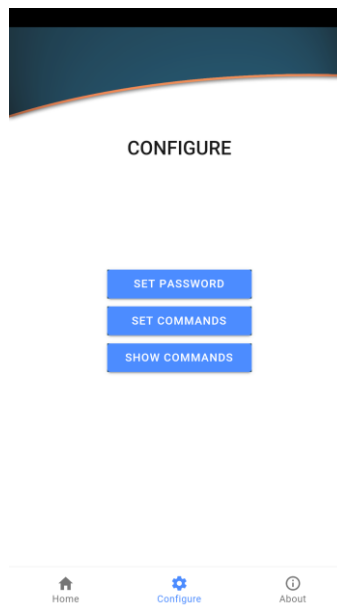 CONFIGURE
SET PASSWORD
SET COMMANDS
SHOW COMMANDS
Home
Configure
About